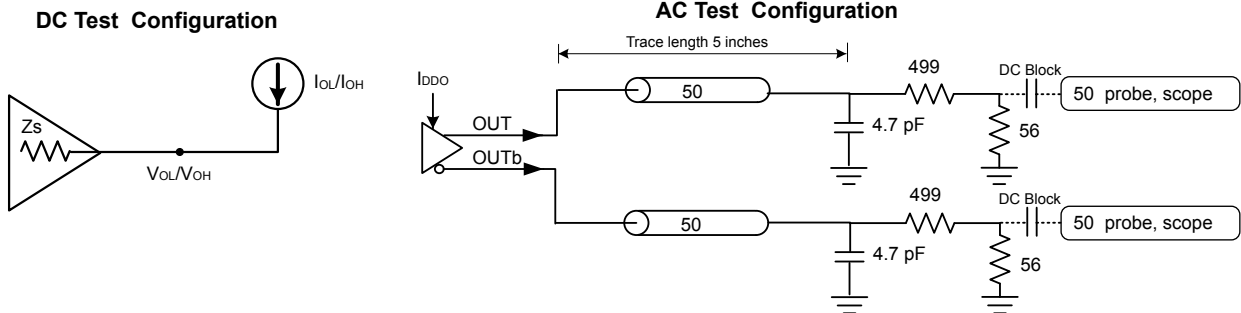 DC Test Configuration
Zs
VOL/VOH
IOL/IOH
AC Test Configuration
Trace length 5 inches
IDDO
OUT
OUTb
50
499
DC Block
50 probe, scope
4.7 pF
56
50
499
DC Block
50 probe, scope
4.7 pF
56